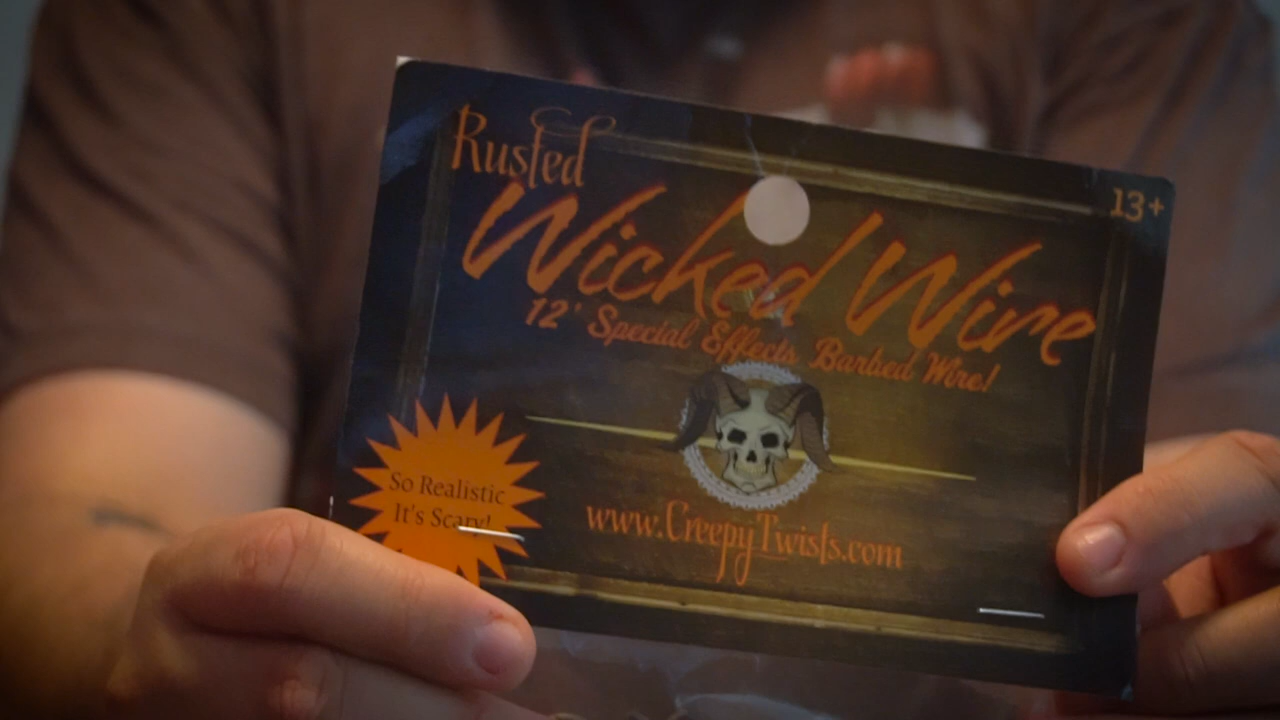 Rusted
13+
Wicked Wire
12' Special Effects Barbed Wire!
So Realistic
It's Scary!
www.CreepyTwists.com